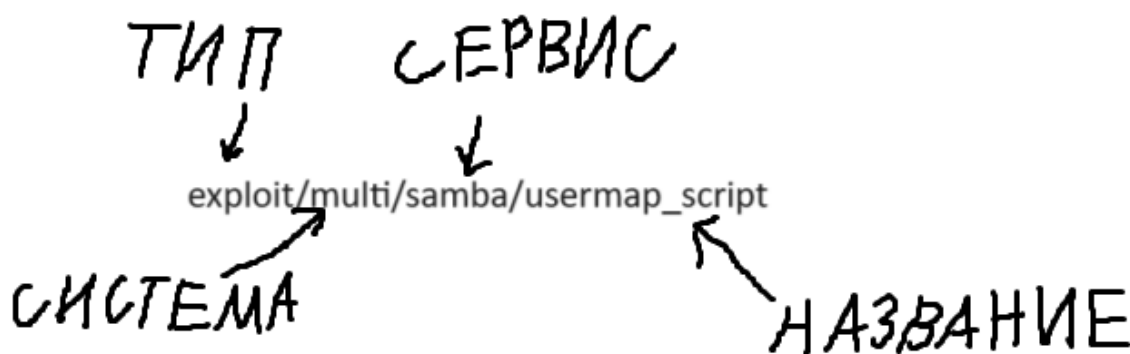 ТИП СЕРВИС
exploit/multi/samba/usermap_script
СИСТЕМА НАЗВАНИЕ